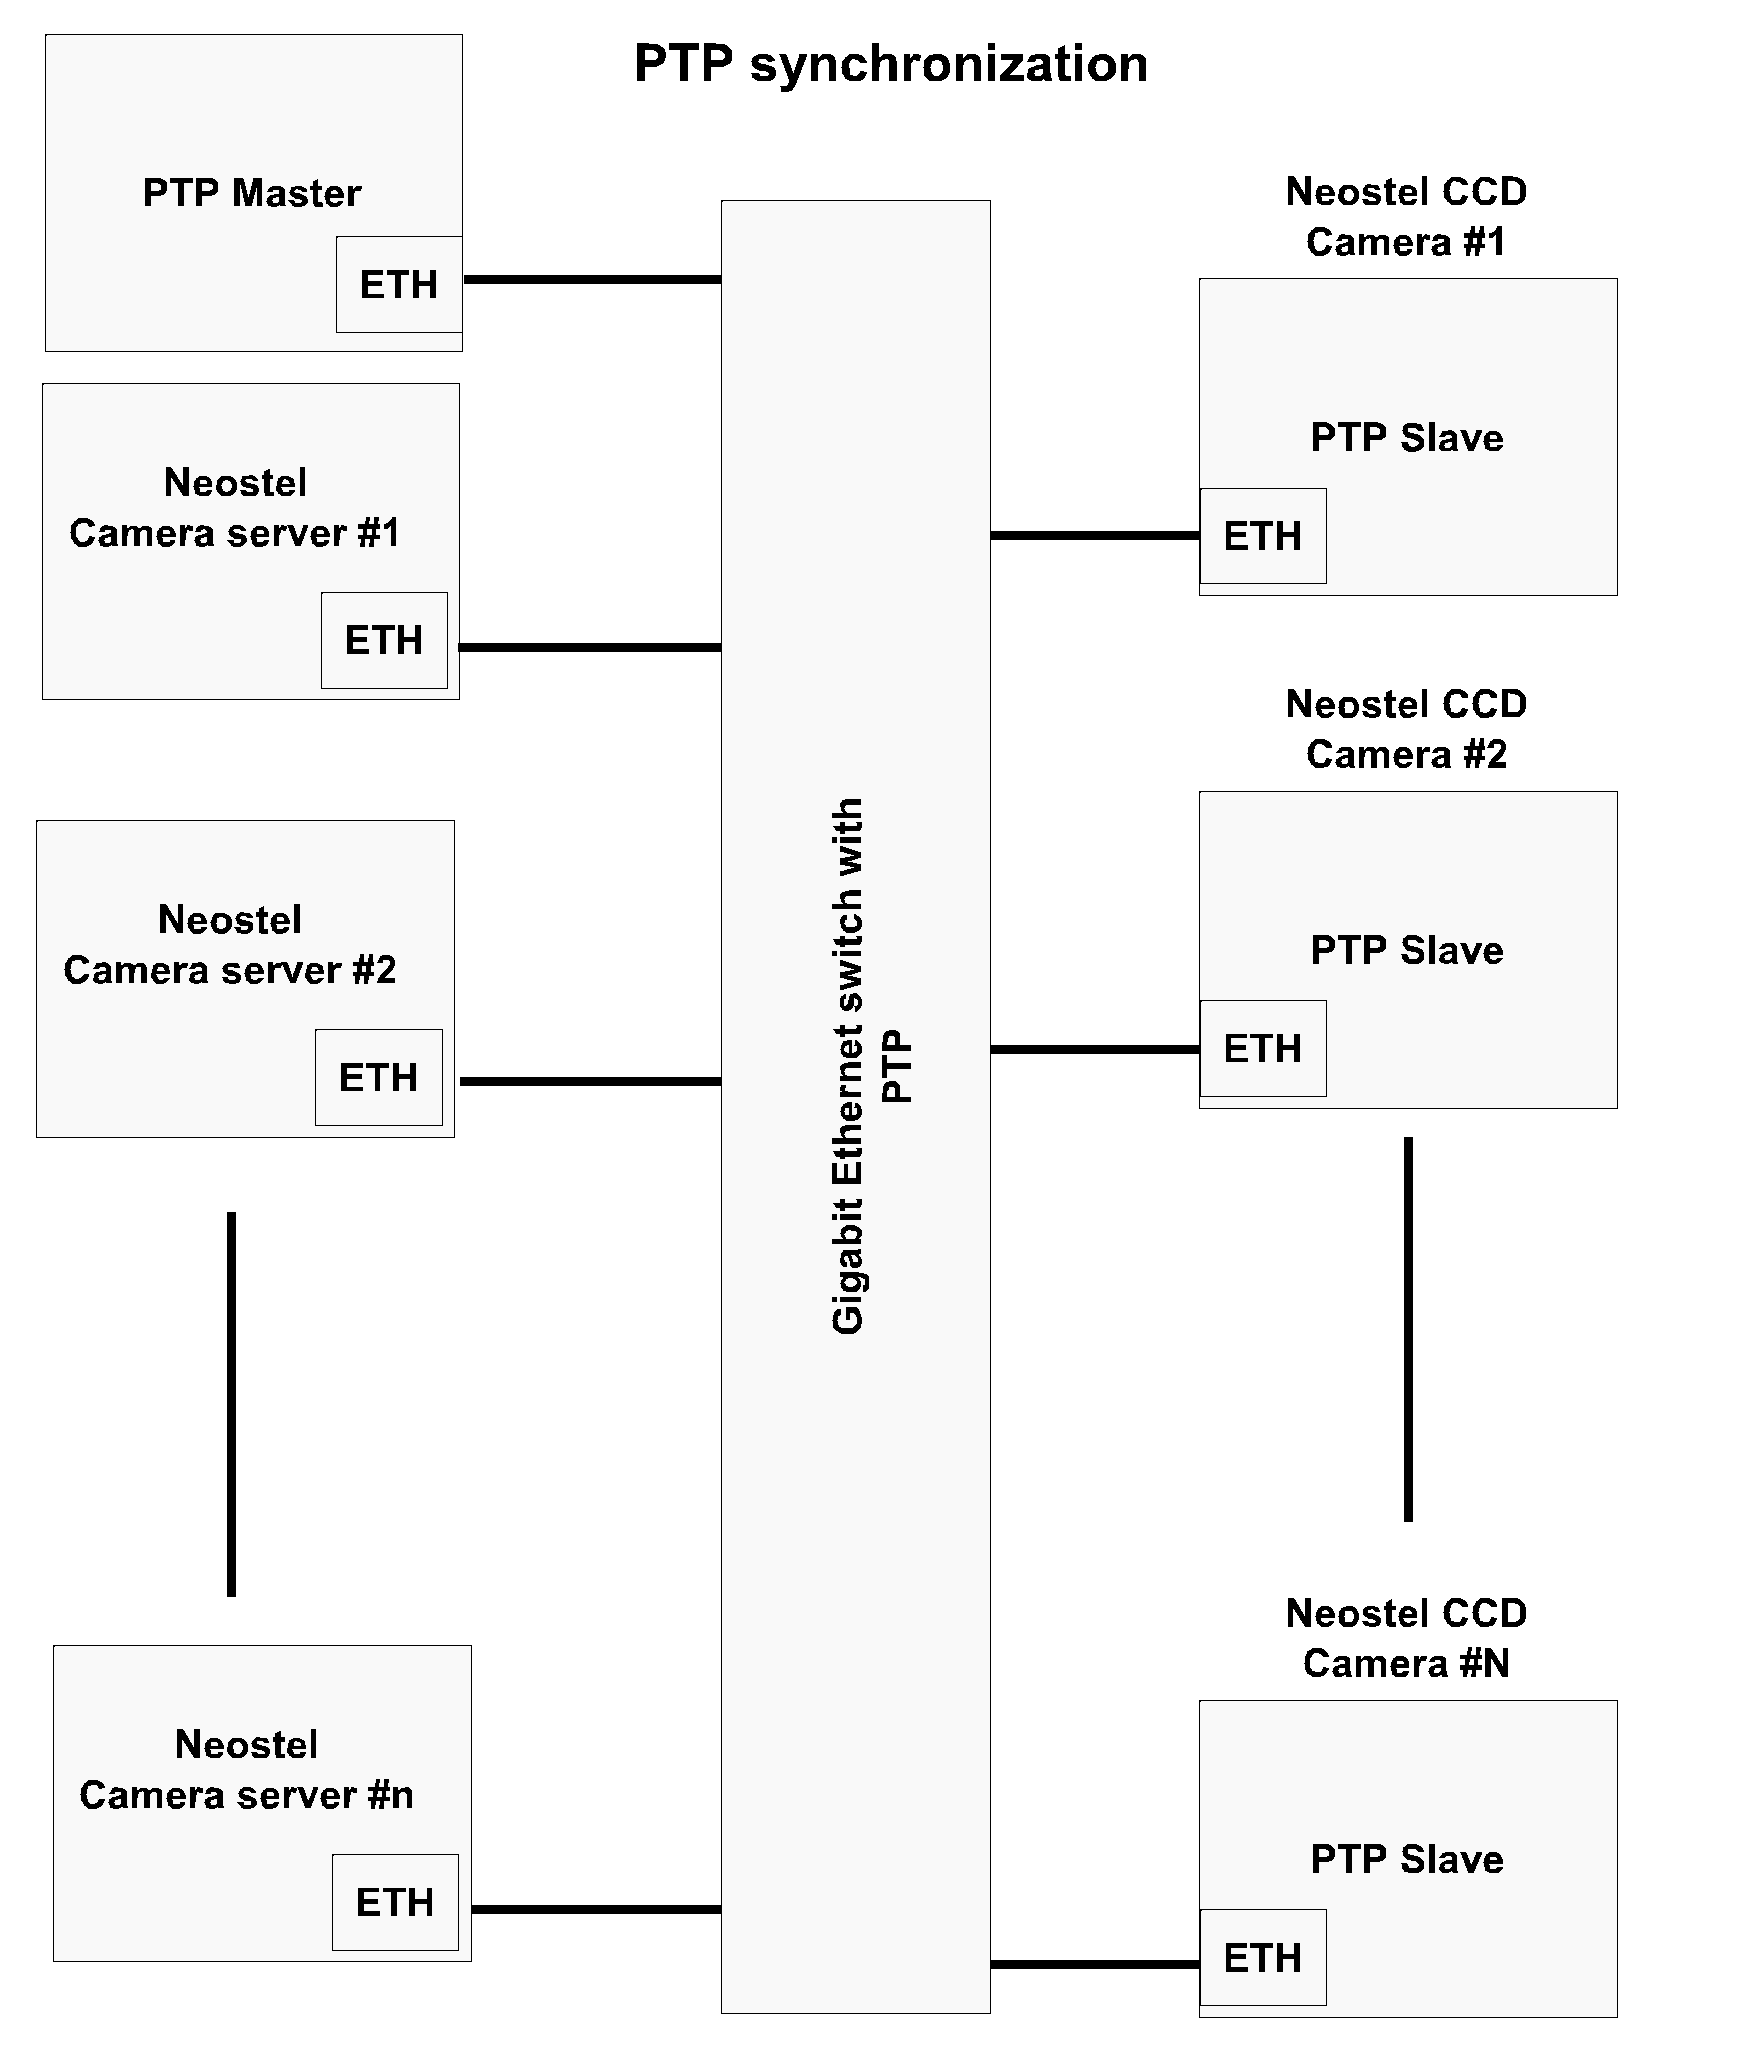 PTP synchronization
PTP Master
ETH
Neostel
Camera server #1
ETH
Neostel
Camera server #2
ETH
Neostel
Camera server #n
ETH
Gigabit Ethernet switch with
PTP
Neostel CCD
Camera #1
PTP Slave
ETH
Neostel CCD
Camera #2
PTP Slave
ETH
Neostel CCD
Camera #N
PTP Slave
ETH